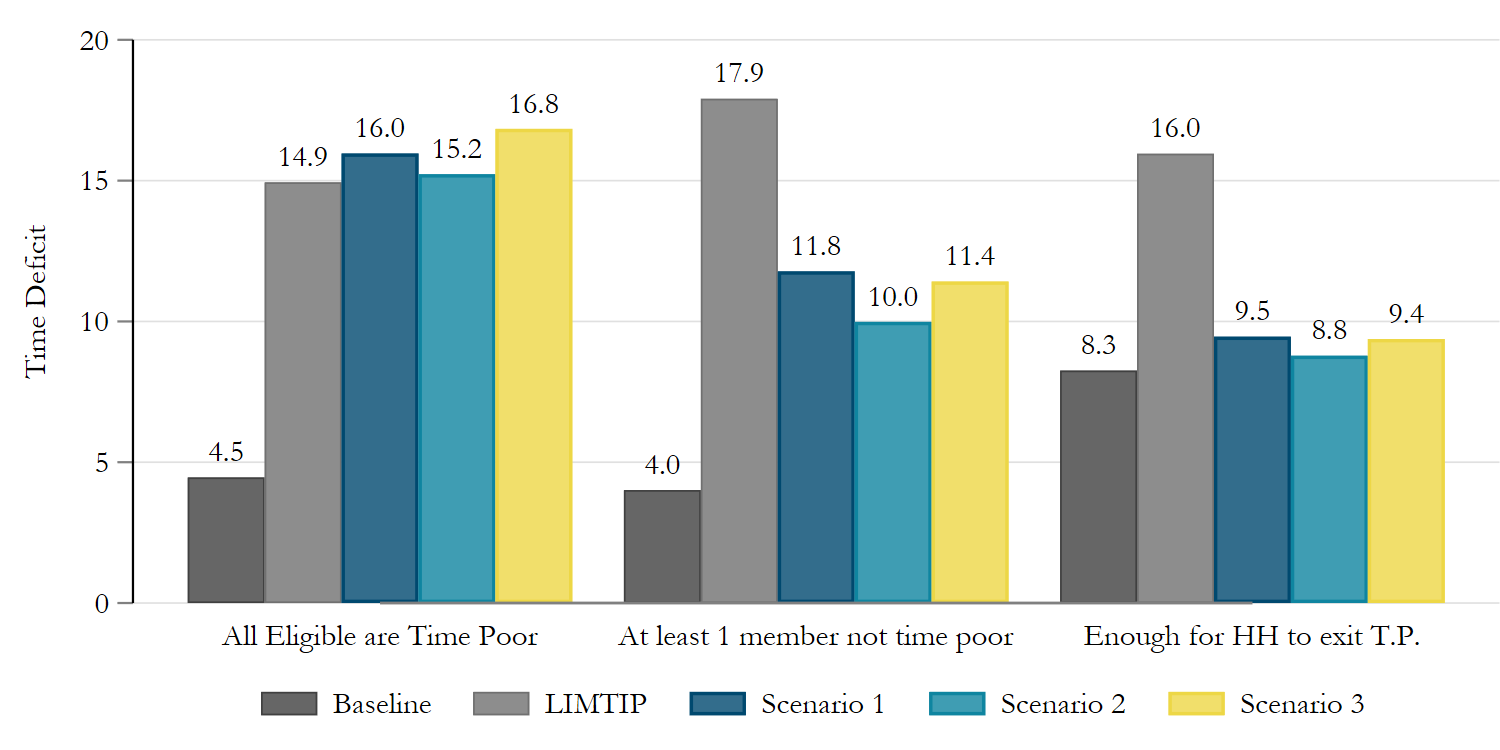 Time Deficit
20
15
10
5
0
4.5
14.9
16.0
15.2
16.8
4.0
17.9
11.8
10.0
11.4
8.3
16.0
9.5
8.8
9.4
All Eligible are Time Poor
At least 1 member not time poor
Enough for HH to exit T.P.
Baseline
LIMTIP
Scenario 1
Scenario 2
Scenario 3